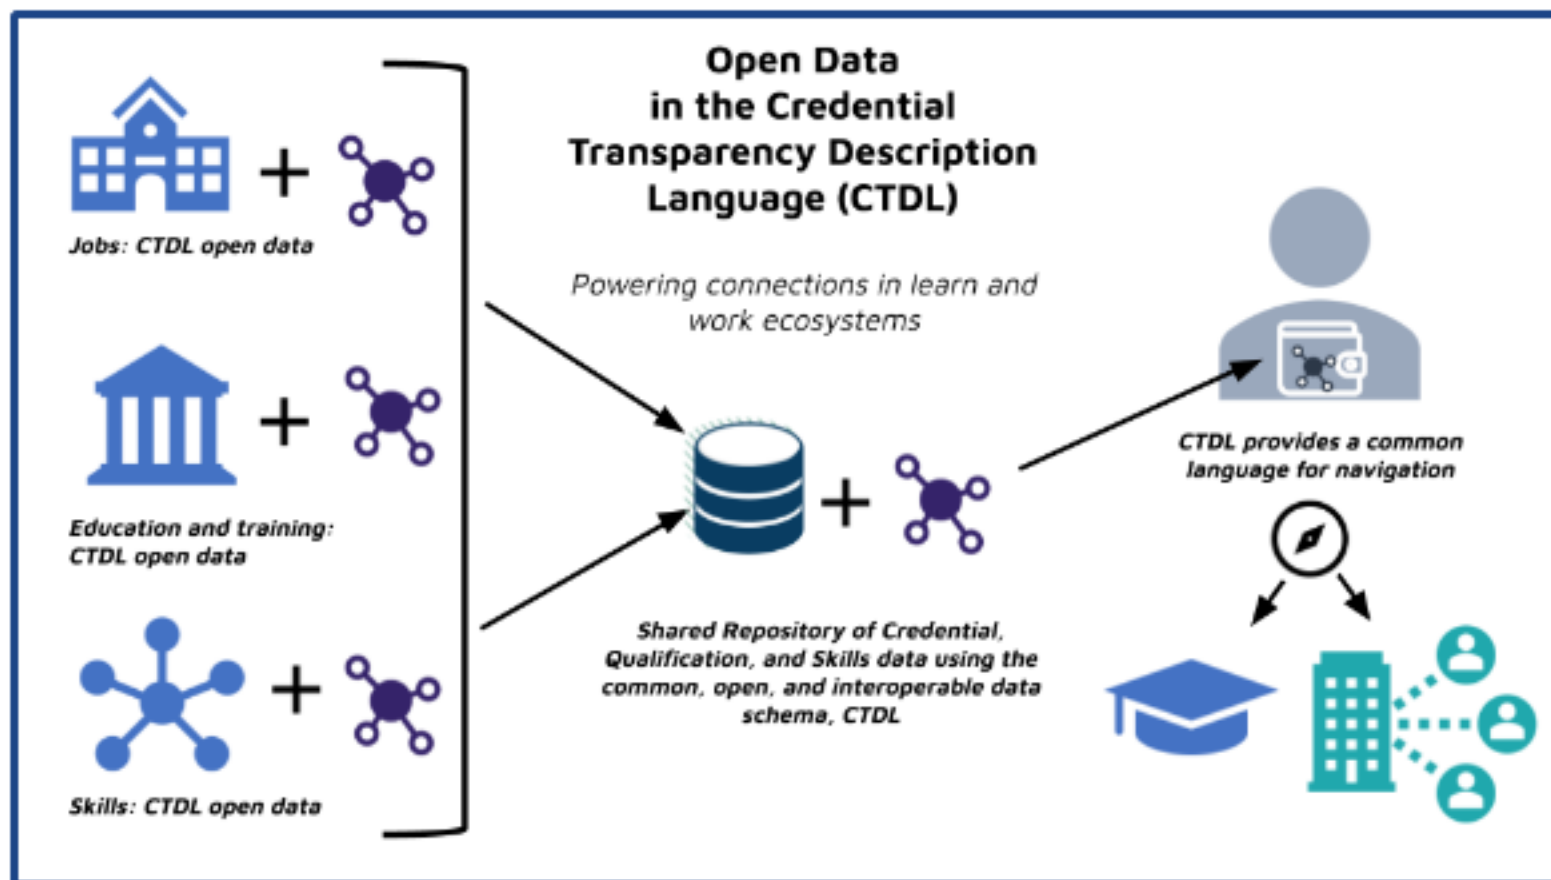 Open Data
in the Credential
Transparency Description
Language (CTDL)
Powering connections in learn and
work ecosystems
Jobs: CTDL open data
Education and training:
CTDL open data
Skills: CTDL open data
Shared Repository of Credential,
Qualification, and Skills data using the
common, open, and interoperable data
schema, CTDL
CTDL provides a common
language for navigation